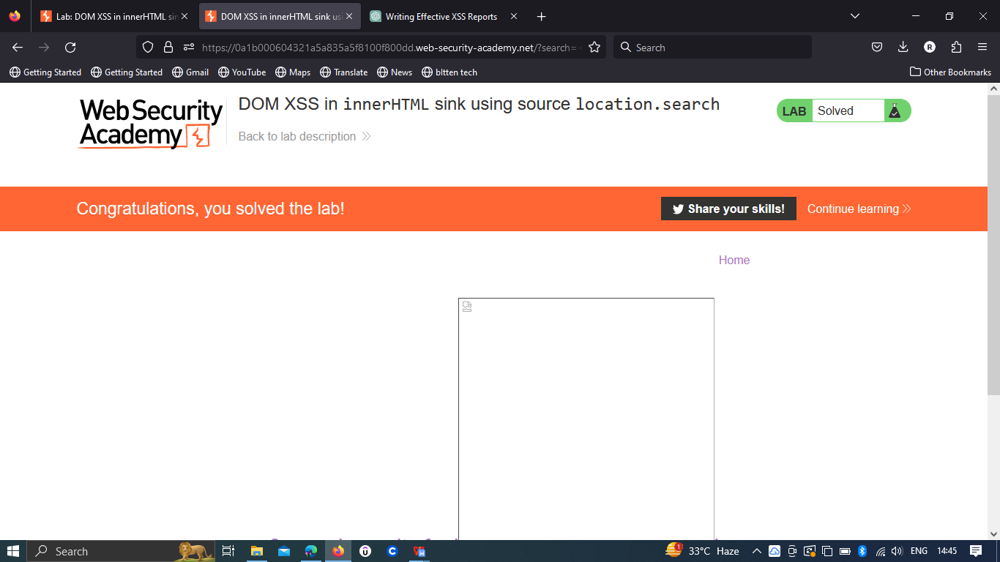 Lab: DOM XSS in innerHTML sin
DOM XSS in innerHTML sink usi
Writing Effective XSS Reports
https://0a1b000604321a5a835a5f8100f800dd.web-security-academy.net/?search=
Search
Getting Started
Getting Started
Gmail
YouTube
Maps
Translate
News
bltten tech
Other Bookmarks
Web Security
Academy
DOM XSS in innerHTML sink using source location.search
Back to lab description
LAB
Solved
Congratulations, you solved the lab!
Share your skills!
Continue learning
Home
Search
1
33°C Haze
ENG
14:45